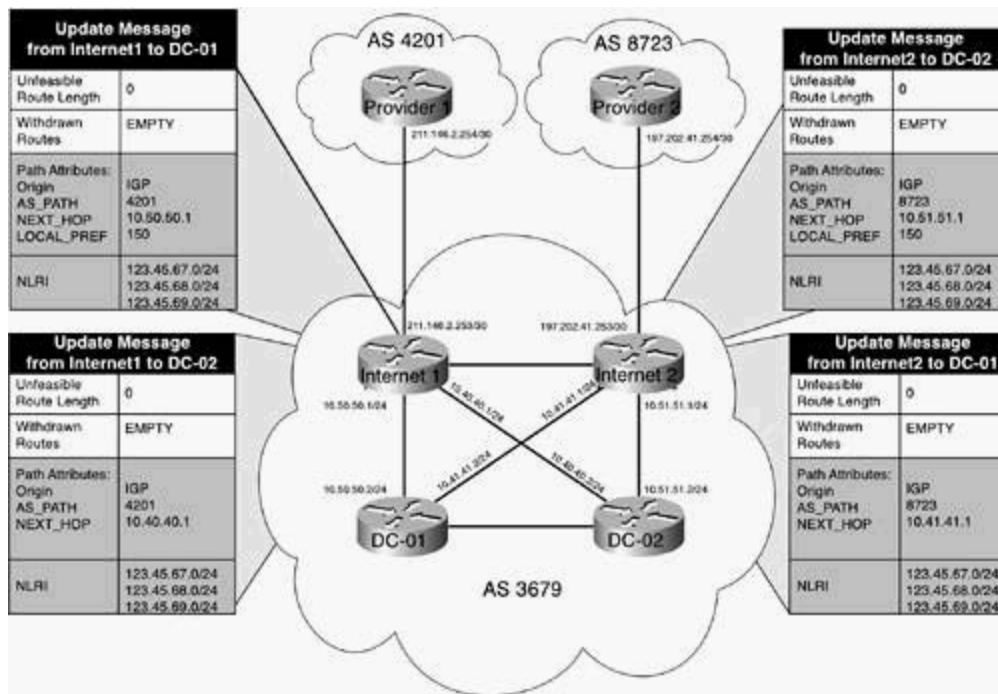 Update Message
from Internet1 to DC-01
Unfeasible
Route Length
0
Withdrawn
Routes
EMPTY
Path Attributes:
Origin
IGP
AS_PATH
4201
NEXT_HOP
10.50.50.1
LOCAL_PREF
150
NLRI
123.45.67.0/24
123.45.68.0/24
123.45.69.0/24
AS 4201
Provider 1
211.146.2.254/30
AS 8723
Provider 2
197.202.41.254/30
Update Message
from Internet2 to DC-02
Unfeasible
Route Length
0
Withdrawn
Routes
EMPTY
Path Attributes:
Origin
IGP
AS_PATH
8723
NEXT_HOP
10.51.51.1
LOCAL_PREF
150
NLRI
123.45.67.0/24
123.45.68.0/24
123.45.69.0/24
211.146.2.253/30
197.202.41.253/30
Internet 1
Internet 2
10.50.50.1/24
10.40.40.1/24
10.41.41.1/24
10.51.51.1/24
10.50.50.2/24
10.41.41.2/24
10.40.40.2/24
10.51.51.2/24
DC-01
DC-02
AS 3679
Update Message
from Internet1 to DC-02
Unfeasible
Route Length
0
Withdrawn
Routes
EMPTY
Path Attributes:
Origin
IGP
AS_PATH
4201
NEXT_HOP
10.40.40.1
NLRI
123.45.67.0/24
123.45.68.0/24
123.45.69.0/24
Update Message
from Internet2 to DC-01
Unfeasible
Route Length
0
Withdrawn
Routes
EMPTY
Path Attributes:
Origin
IGP
AS_PATH
8723
NEXT_HOP
10.41.41.1
NLRI
123.45.67.0/24
123.45.68.0/24
123.45.69.0/24